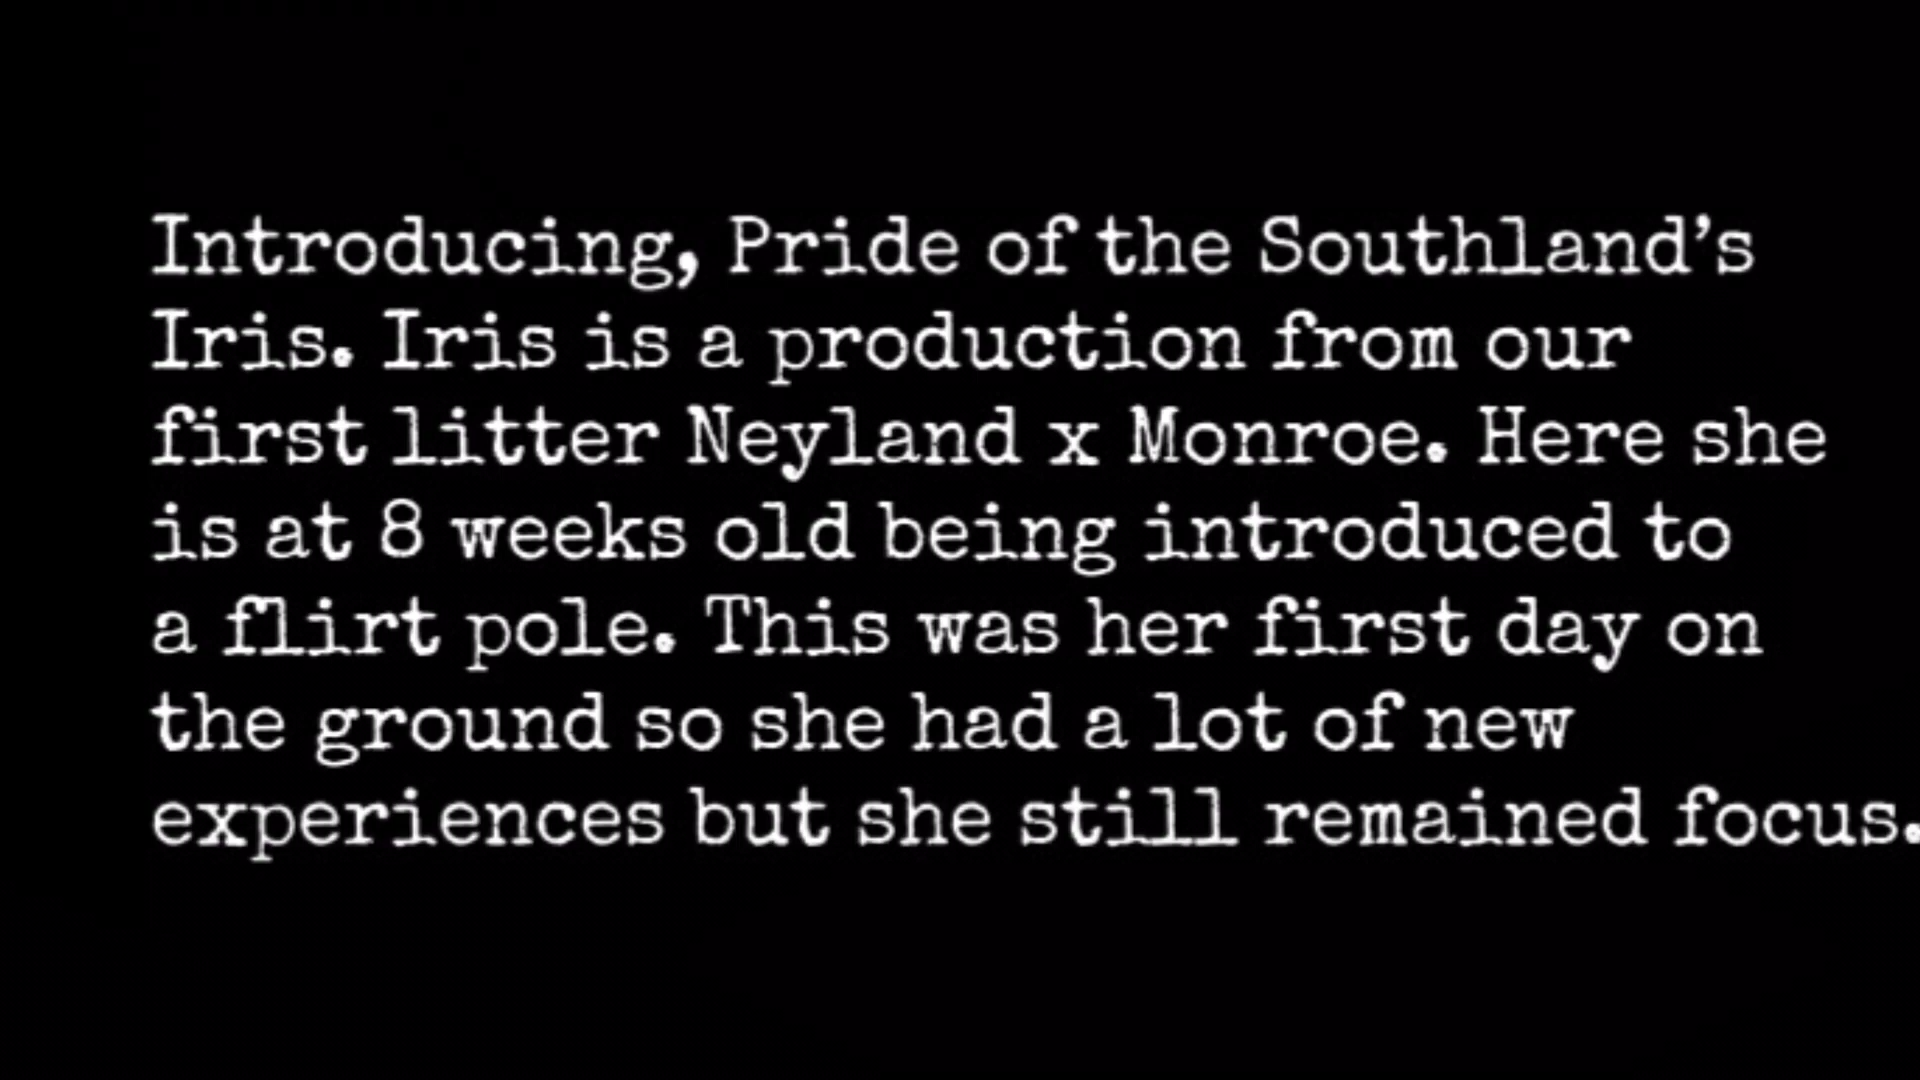 Introducing, Pride of the Southland’s
Iris. Iris is a production from our
first litter Neyland x Monroe. Here she
is at 8 weeks old being introduced to
a flirt pole. This was her first day on
the ground so she had a lot of new
experiences but she still remained focus.